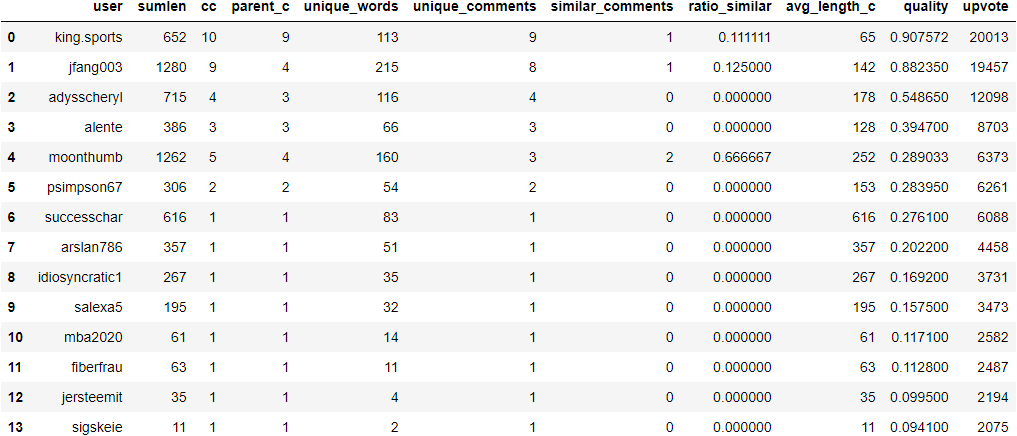 user sumlen cc parent_c unique_words unique_comments similar_comments ratio_similar avg_length_c quality upvote
0 king.sports 652 10 9 113 9 1 0.111111 65 0.907572 20013
1 jfang003 1280 9 4 215 8 1 0.125000 142 0.882350 19457
2 adysscheryl 715 4 3 116 4 0 0.000000 178 0.548650 12098
3 alente 386 3 3 66 3 0 0.000000 128 0.394700 8703
4 moonthumb 1262 5 4 160 3 2 0.666667 252 0.289033 6373
5 psimpson67 306 2 2 54 2 0 0.000000 153 0.283950 6261
6 successchar 616 1 1 83 1 0 0.000000 616 0.276100 6088
7 arslan786 357 1 1 51 1 0 0.000000 357 0.202200 4458
8 idiosyncratic1 267 1 1 35 1 0 0.000000 267 0.169200 3731
9 salexa5 195 1 1 32 1 0 0.000000 195 0.157500 3473
10 mba2020 61 1 1 14 1 0 0.000000 61 0.117100 2582
11 fiberfrau 63 1 1 11 1 0 0.000000 63 0.112800 2487
12 jersteemit 35 1 1 4 1 0 0.000000 35 0.099500 2194
13 sigskeie 11 1 1 2 1 0 0.000000 11 0.094100 2075